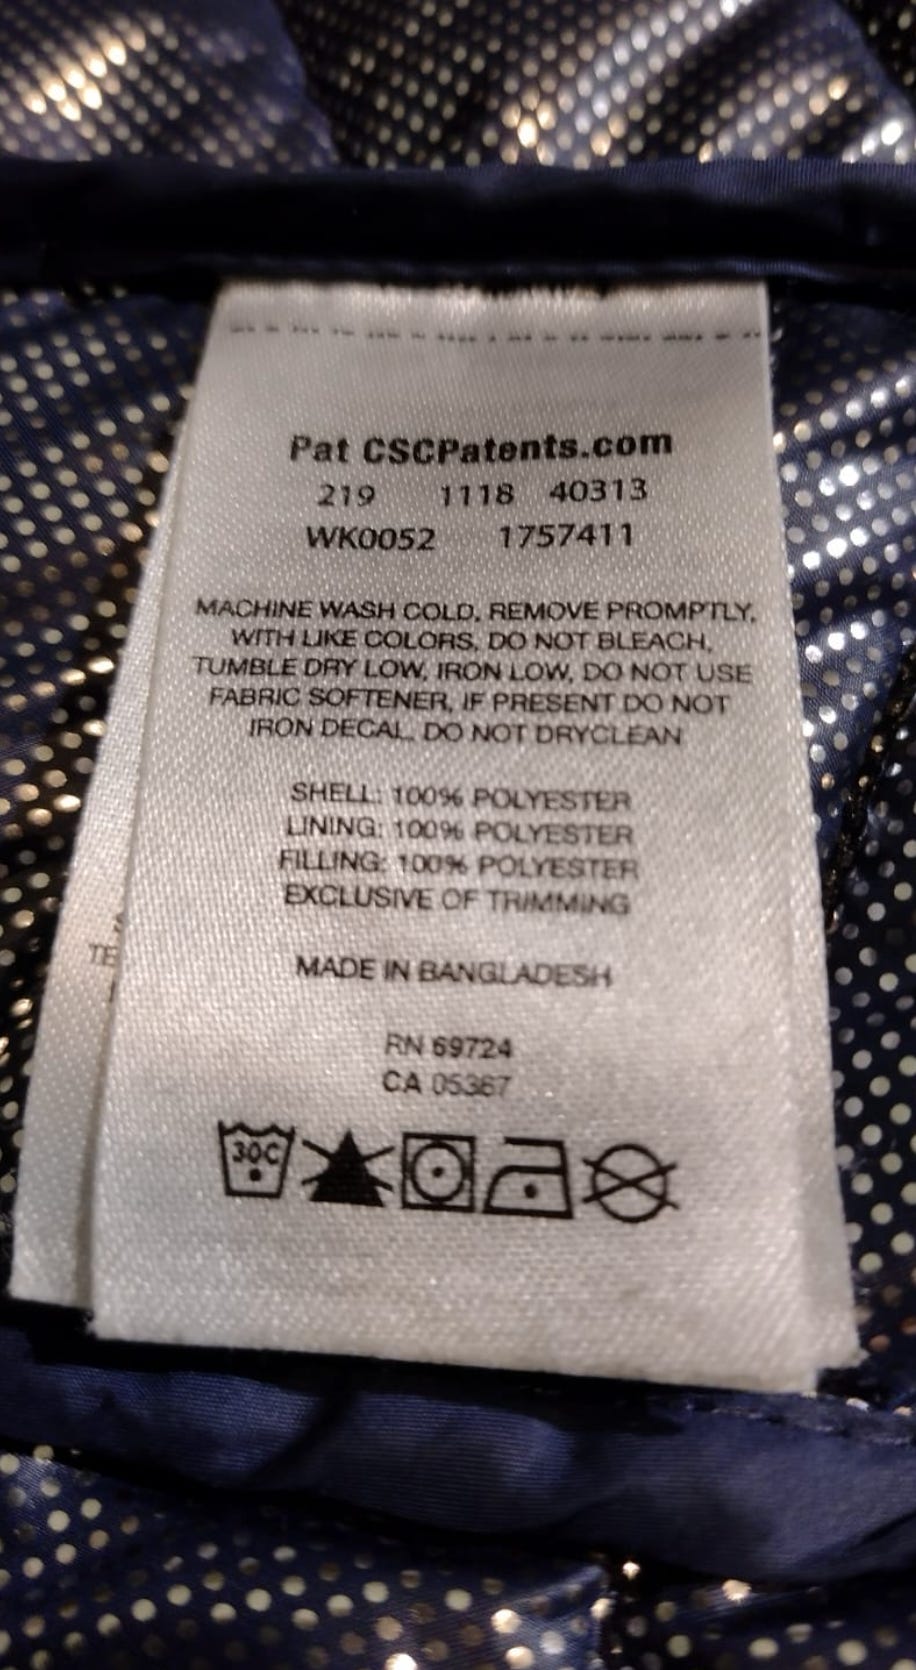 Pat CSCPatents.com
219 1118 40313
WK0052 1757411
MACHINE WASH COLD, REMOVE PROMPTLY,
WITH LIKE COLORS, DO NOT BLEACH,
TUMBLE DRY LOW, IRON LOW, DO NOT USE
FABRIC SOFTENER, IF PRESENT DO NOT
IRON DECAL, DO NOT DRYCLEAN
SHELL: 100% POLYESTER
LINING: 100% POLYESTER
FILLING: 100% POLYESTER
EXCLUSIVE OF TRIMMING
MADE IN BANGLADESH
RN 69724
CA 05367
30C